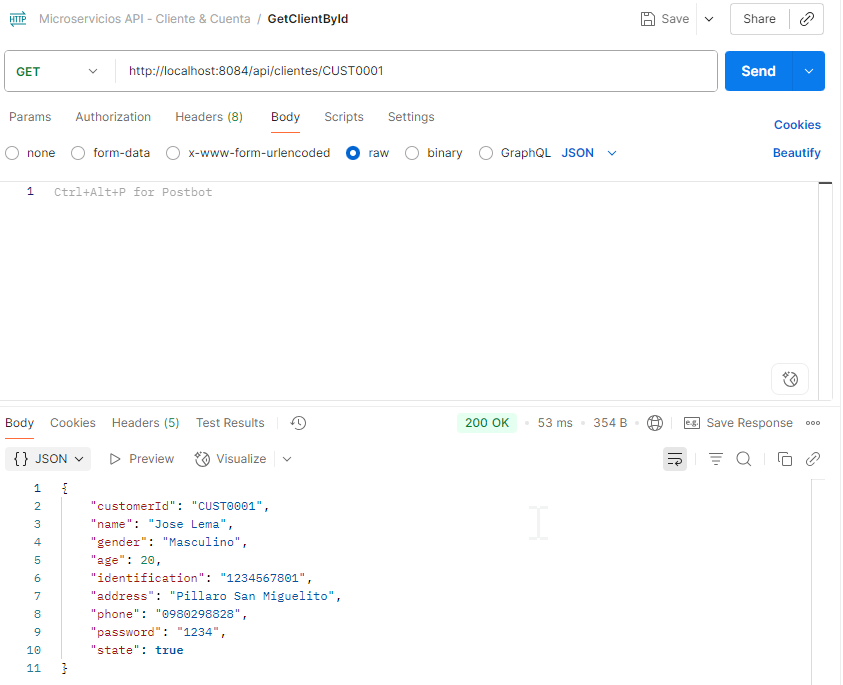 HTTP Microservicios API - Cliente & Cuenta / GetClientById Save Share
GET http://localhost:8084/api/clientes/CUST0001 Send
Params Authorization Headers (8) Body Scripts Settings Cookies
none form-data x-www-form-urlencoded raw binary GraphQL JSON Beautify
1 Ctrl+Alt+P for Postbot
Body Cookies Headers (5) Test Results 200 OK 53 ms 354 B e.g. Save Response
{} JSON Preview Visualize
1 {
2 "customerId": "CUST0001",
3 "name": "Jose Lema",
4 "gender": "Masculino",
5 "age": 20,
6 "identification": "1234567801",
7 "address": "Pillaro San Miguelito",
8 "phone": "0980298828",
9 "password": "1234",
10 "state": true
11 }